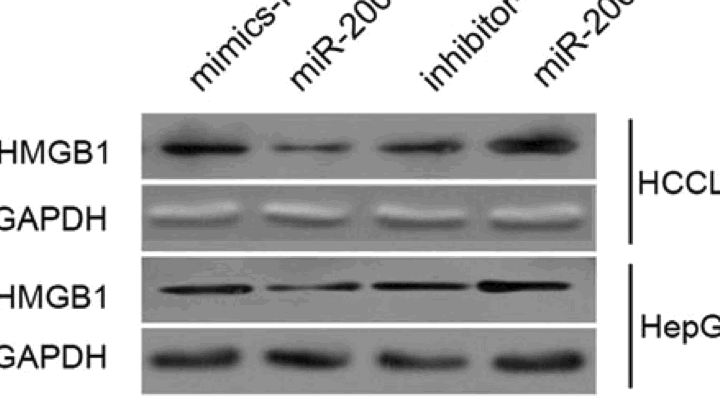 mimics-
miR-200
inhibitor-
miR-200
HMGB1
HCCL
GAPDH
HMGB1
HepG
GAPDH